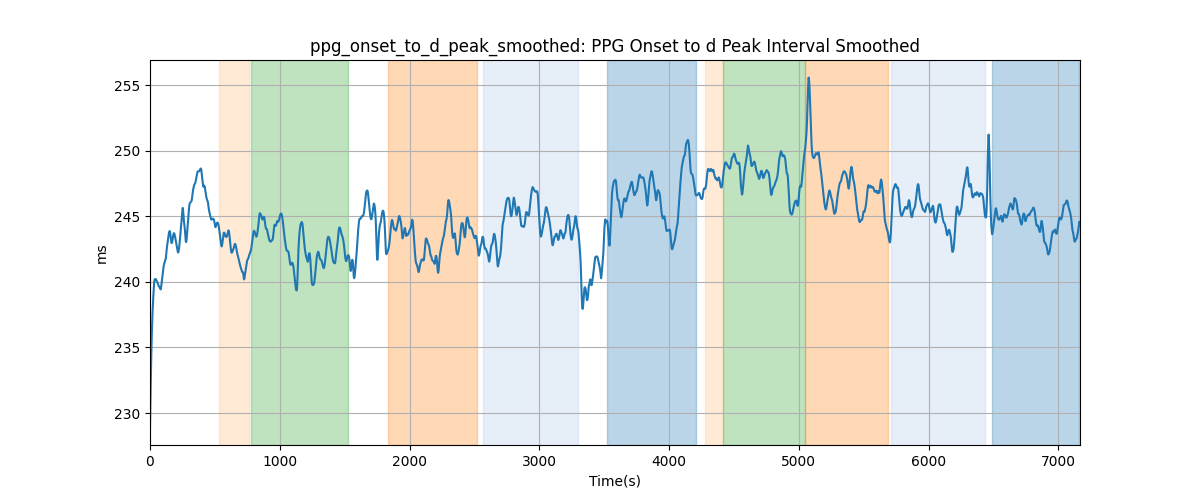 ppg_onset_to_d_peak_smoothed: PPG Onset to d Peak Interval Smoothed
255
250
245
240
235
230
ms
0 1000 2000 3000 4000 5000 6000 7000
Time(s)